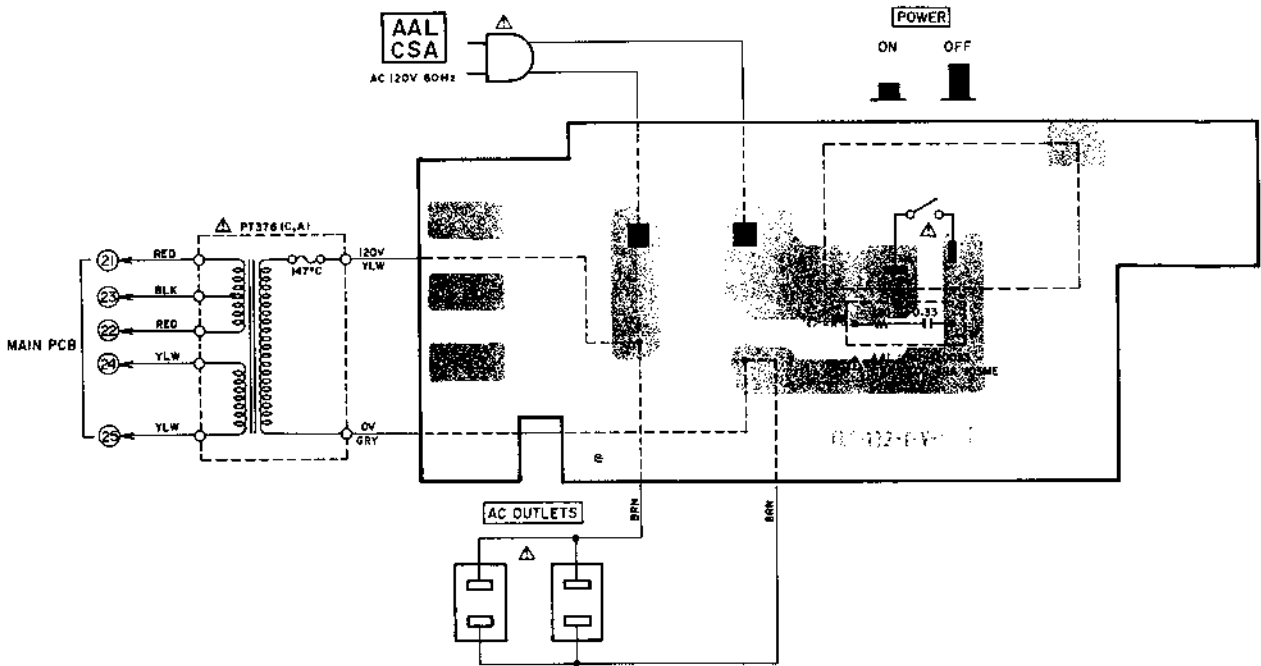 AAL
CSA
AC 120V 60Hz
POWER
ON
OFF
PT376 (C,A)
MAIN PCB
21
RED
23
BLK
22
RED
24
YLW
25
YLW
147°C
120V
YLW
0V
GRY
0.33
BRN
BRN
AC OUTLETS